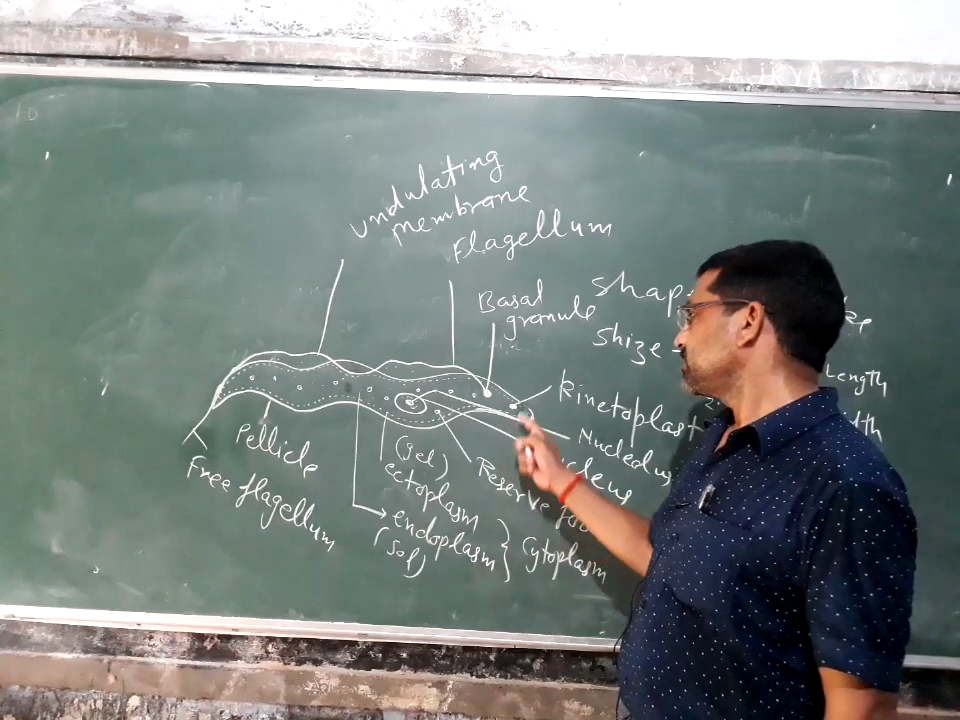 undulating
membrane
Flagellum
Basal
granule
Shap
Shize -
Length
kinetoplast
Nucleolus
Pellicle
Free flagellum
(gel)
ectoplasm
endoplasm
(Sol)
} Cytoplasm
Reserve